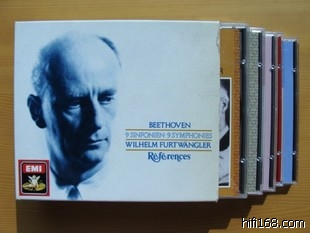 BEETHOVEN
9 SINFONIEN·9 SYMPHONIES
WILHELM FURTWÄNGLER
Références
EMI
hifi168.com